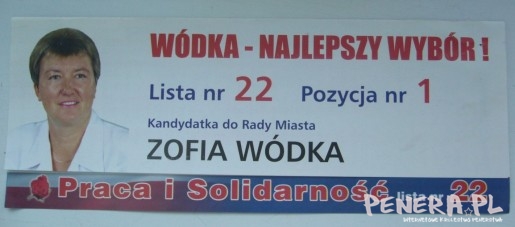 WÓDKA - NAJLEPSZY WYBÓR !
Lista nr 22 Pozycja nr 1
Kandydatka do Rady Miasta
ZOFIA WÓDKA
Praca i Solidarność lista nr 22
PENERA.PL